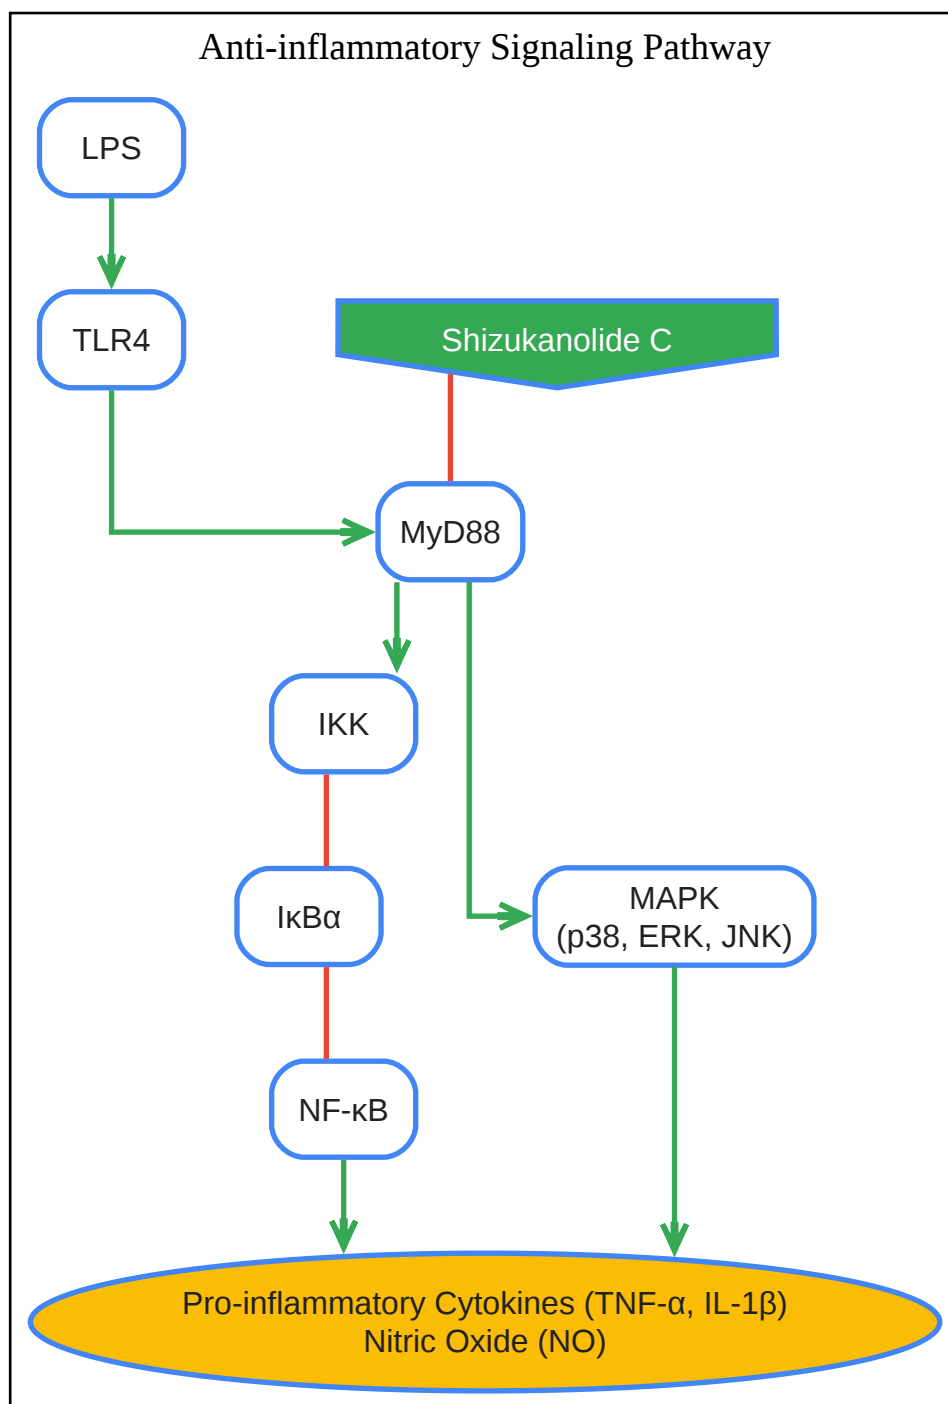 Anti-inflammatory Signaling Pathway
LPS
TLR4
Shizukanolide C
MyD88
IKK
IκBα
MAPK
(p38, ERK, JNK)
NF-κB
Pro-inflammatory Cytokines (TNF-α, IL-1β)
Nitric Oxide (NO)